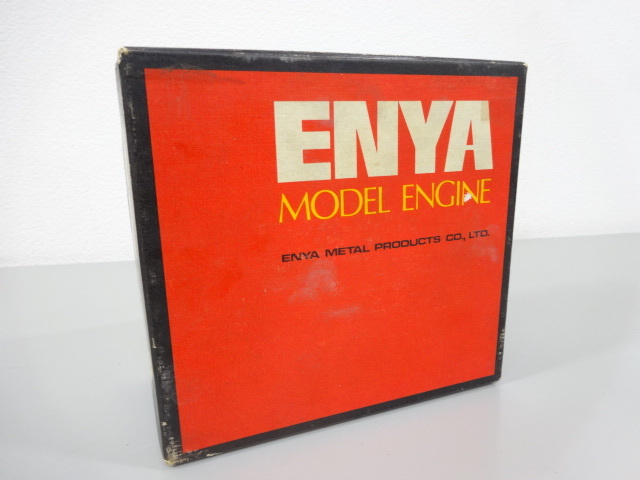 ENYA
MODEL ENGINE
ENYA METAL PRODUCTS CO., LTD.